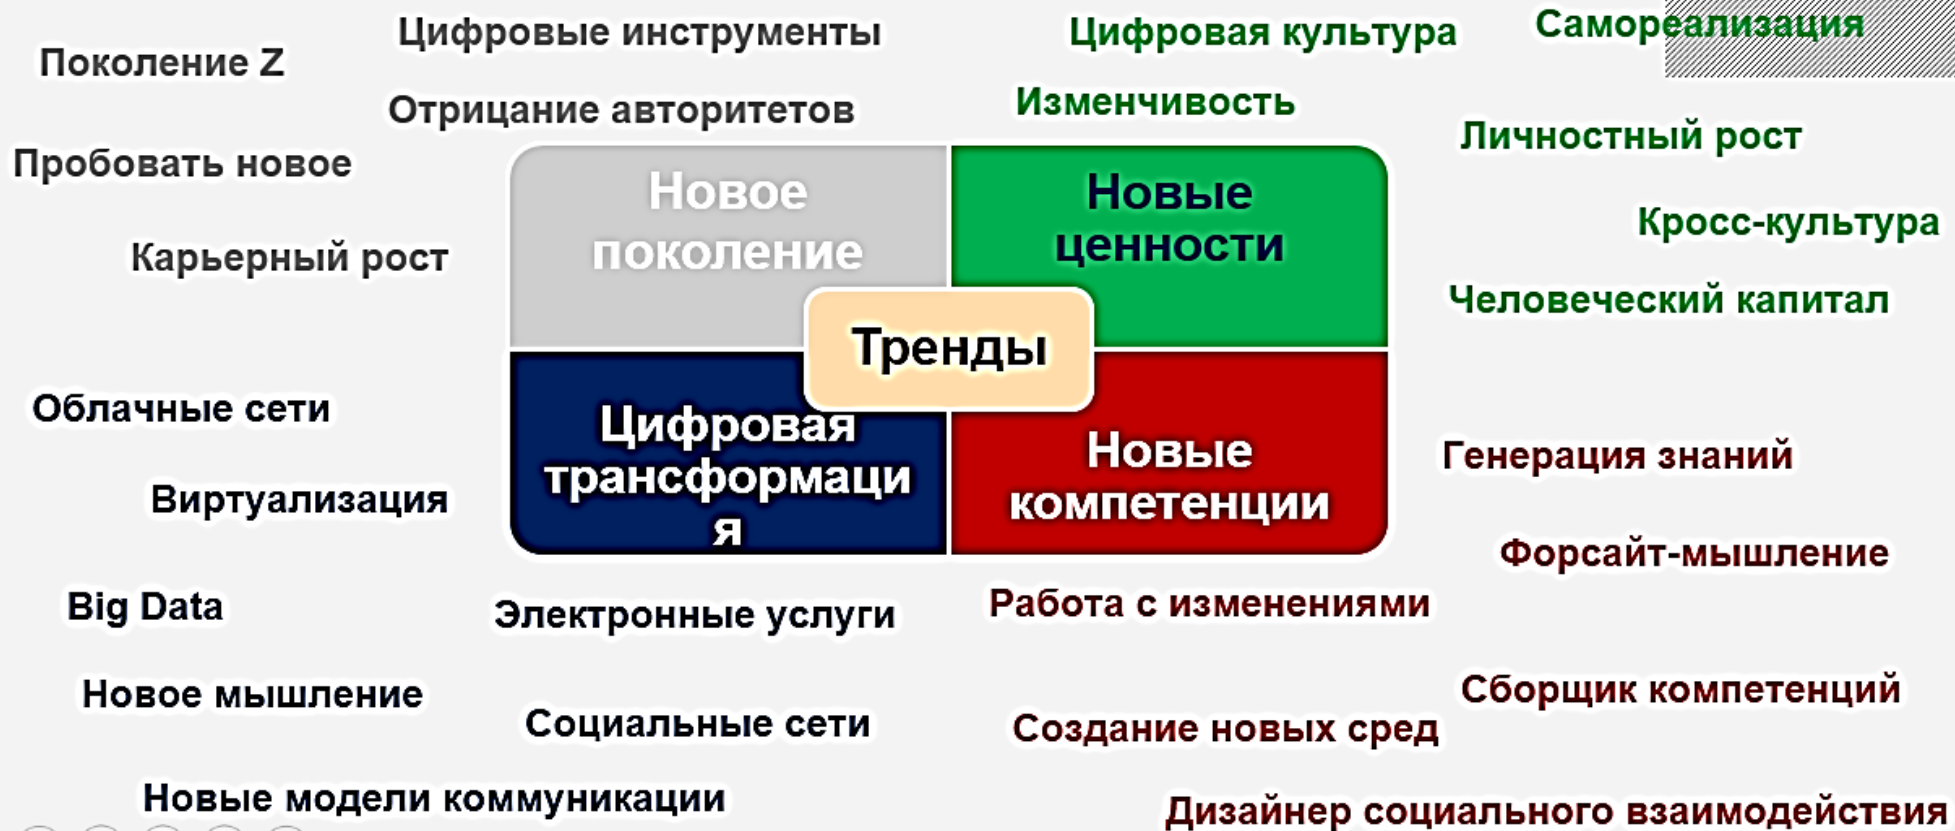 Поколение Z
Цифровые инструменты
Отрицание авторитетов
Пробовать новое
Карьерный рост
Цифровая культура
Самореализация
Изменчивость
Личностный рост
Кросс-культура
Человеческий капитал
Новое
поколение
Новые
ценности
Тренды
Цифровая
трансформаци
я
Новые
компетенции
Облачные сети
Виртуализация
Big Data
Электронные услуги
Новое мышление
Социальные сети
Новые модели коммуникации
Генерация знаний
Форсайт-мышление
Работа с изменениями
Сборщик компетенций
Создание новых сред
Дизайнер социального взаимодействия